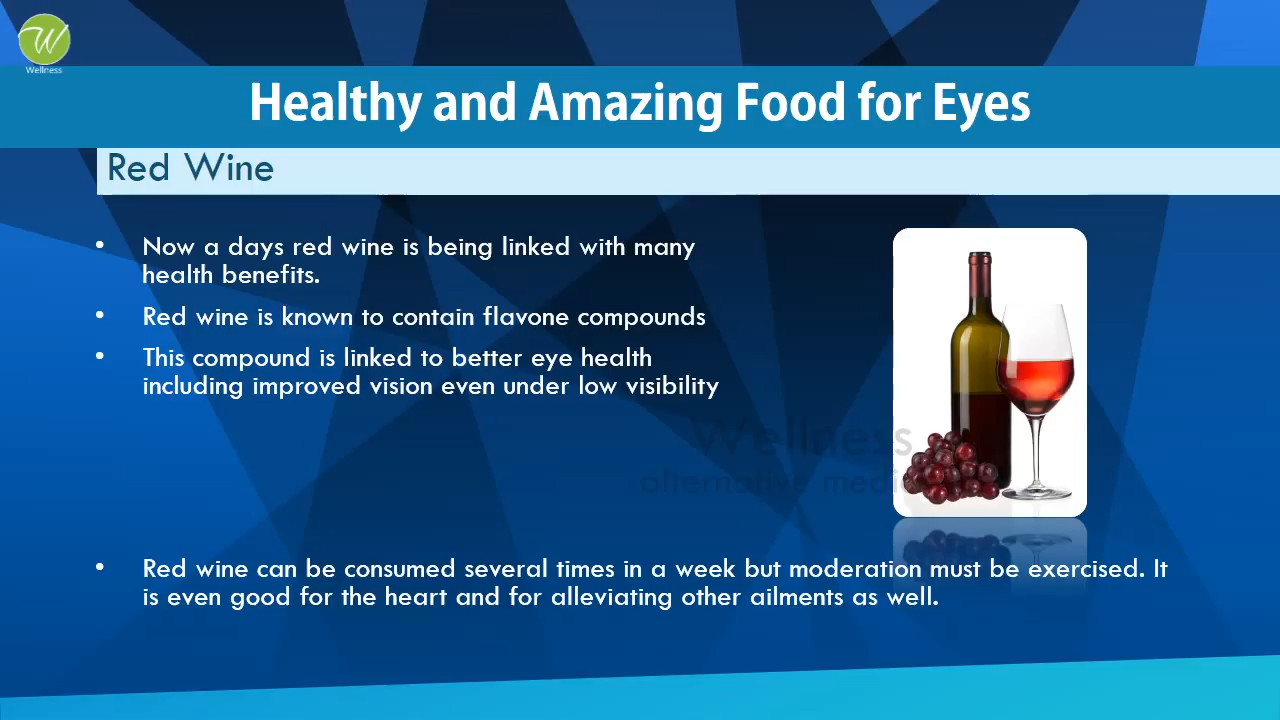 W
Wellness
Healthy and Amazing Food for Eyes
Red Wine
• Now a days red wine is being linked with many
health benefits.
• Red wine is known to contain flavone compounds
• This compound is linked to better eye health
including improved vision even under low visibility
Wellness
alternative medi
• Red wine can be consumed several times in a week but moderation must be exercised. It
is even good for the heart and for alleviating other ailments as well.